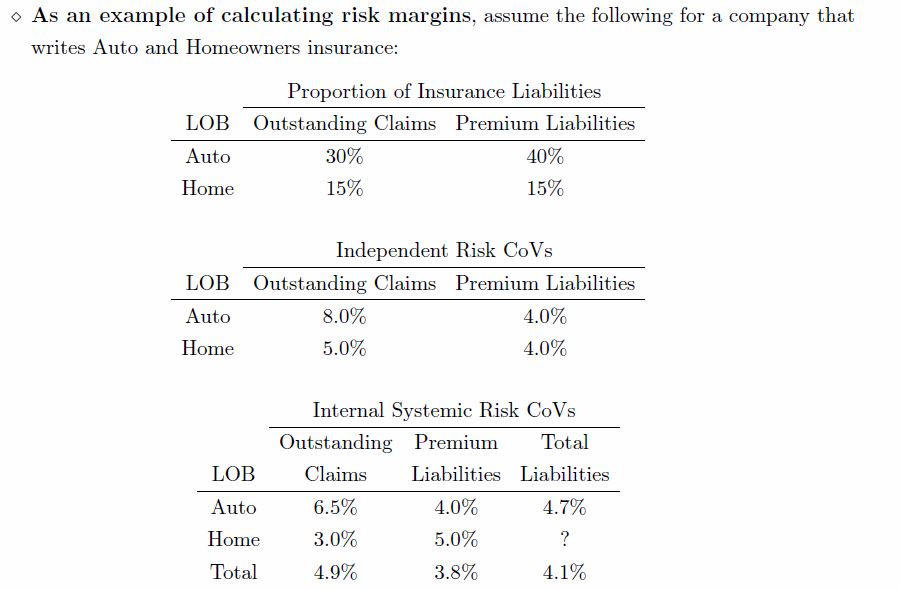 ⋄ As an example of calculating risk margins, assume the following for a company that
writes Auto and Homeowners insurance:
Proportion of Insurance Liabilities
LOB Outstanding Claims Premium Liabilities
Auto 30% 40%
Home 15% 15%
Independent Risk CoVs
LOB Outstanding Claims Premium Liabilities
Auto 8.0% 4.0%
Home 5.0% 4.0%
Internal Systemic Risk CoVs
Outstanding Premium Total
LOB Claims Liabilities Liabilities
Auto 6.5% 4.0% 4.7%
Home 3.0% 5.0% ?
Total 4.9% 3.8% 4.1%